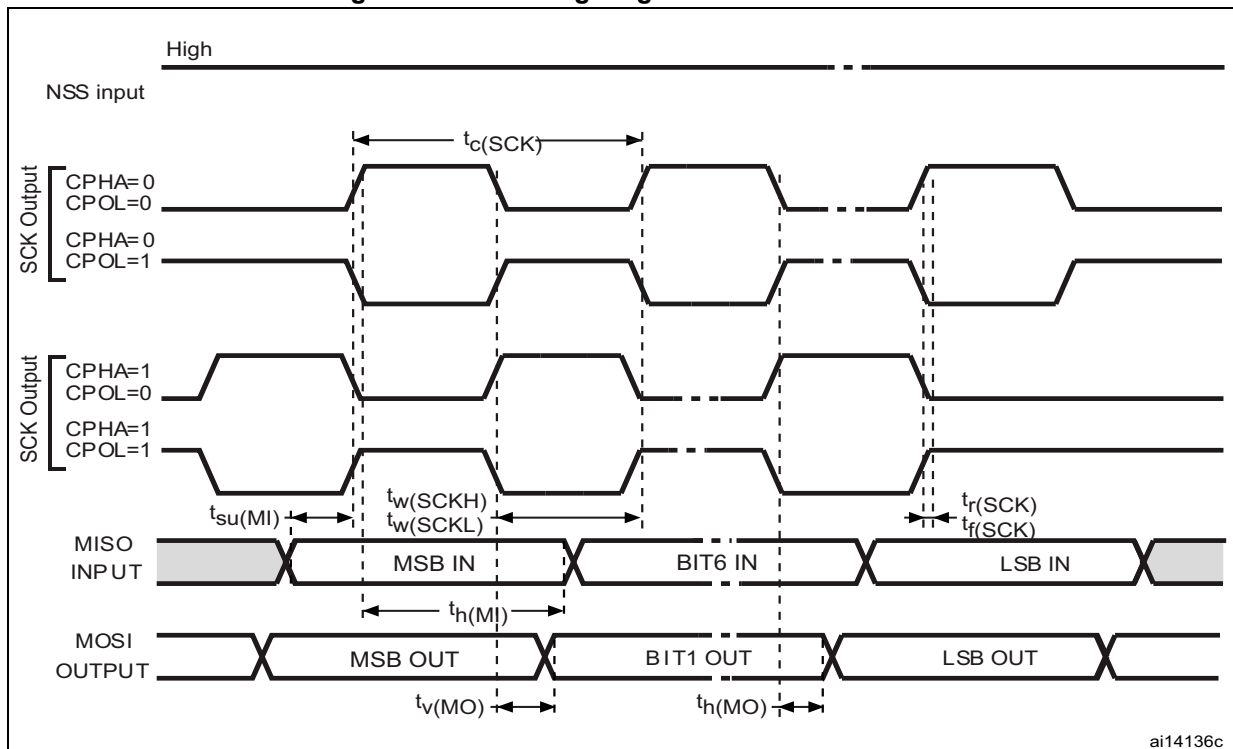 High
NSS input
tc(SCK)
SCK Output
CPHA=0
CPOL=0
CPHA=0
CPOL=1
SCK Output
CPHA=1
CPOL=0
CPHA=1
CPOL=1
tsu(MI)
tw(SCKH)
tw(SCKL)
tr(SCK)
tf(SCK)
MISO
INPUT
MSB IN
BIT6 IN
LSB IN
th(MI)
MOSI
OUTPUT
MSB OUT
BIT1 OUT
LSB OUT
tv(MO)
th(MO)
ai14136c